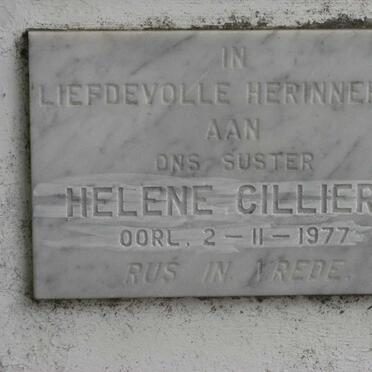 IN
LIEFDEVOLLE HERINNE
AAN
ONS SUSTER
HELENE CILLIER
OORL. 2-11-1977
RUS IN VREDE.